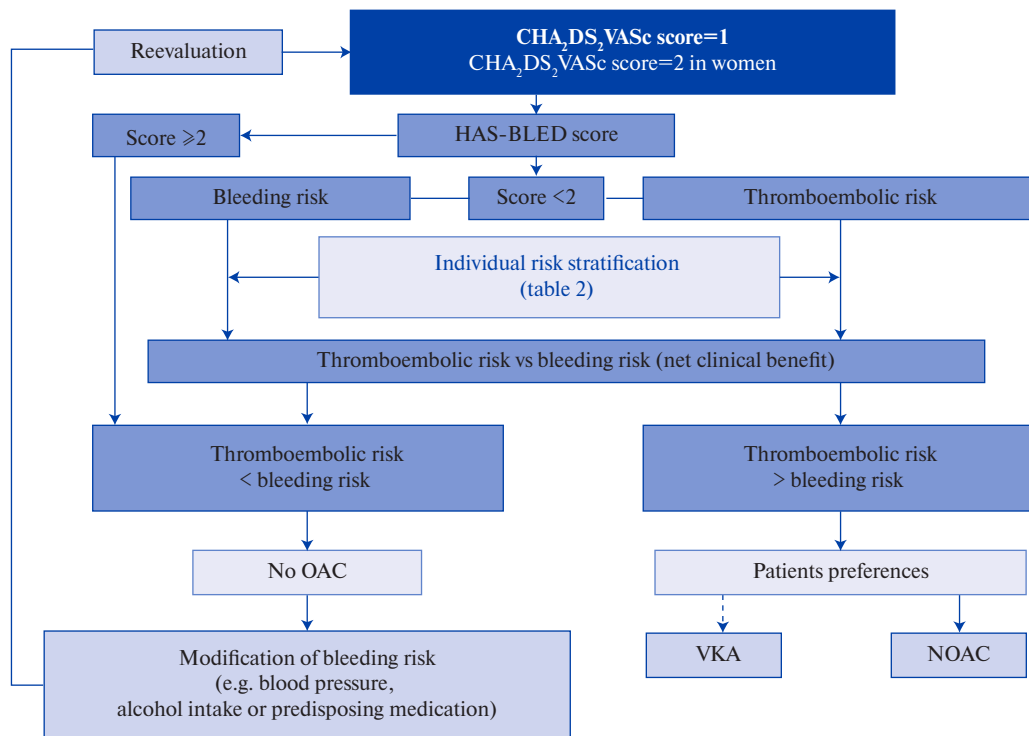 Reevaluation
CHA₂DS₂VASc score=1
CHA₂DS₂VASc score=2 in women
Score ⩾2
HAS-BLED score
Bleeding risk
Score <2
Thromboembolic risk
Individual risk stratification
(table 2)
Thromboembolic risk vs bleeding risk (net clinical benefit)
Thromboembolic risk
< bleeding risk
Thromboembolic risk
> bleeding risk
No OAC
Patients preferences
Modification of bleeding risk
(e.g. blood pressure,
alcohol intake or predisposing medication)
VKA
NOAC